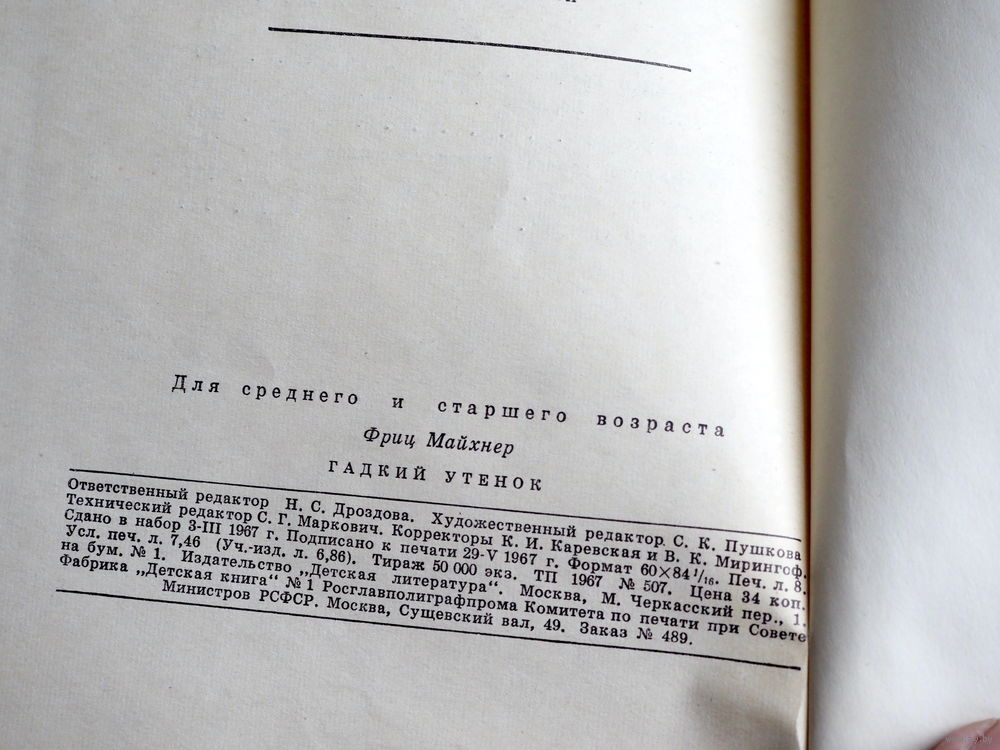 Для среднего и старшего возраста
Фриц Майхнер
ГАДКИЙ УТЕНОК
Ответственный редактор Н. С. Дроздова. Художественный редактор С. К. Пушкова
Технический редактор С. Г. Маркович. Корректоры К. И. Каревская и В. К. Мирингоф.
Сдано в набор 3-III 1967 г. Подписано к печати 29-V 1967 г. Формат 60×84 1/16. Печ. л. 8.
Усл. печ. л. 7,46 (Уч.-изд. л. 6,86). Тираж 50 000 экз. ТП 1967 № 507. Цена 34 коп.
на бум. № 1. Издательство „Детская литература“. Москва, М. Черкасский пер., 1.
Фабрика „Детская книга“ № 1 Росглавполиграфпрома Комитета по печати при Совете
Министров РСФСР. Москва, Сущевский вал, 49. Заказ № 489.